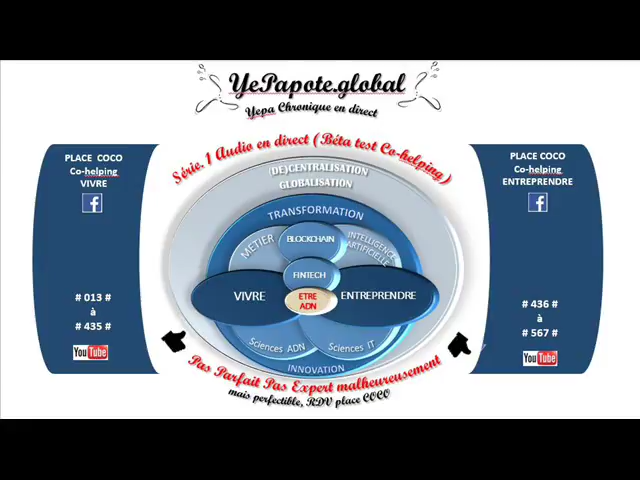 YePapote.global
Yepa Chronique en direct
Série, 1 Audio en direct (Béta test Co-helping)
PLACE COCO
Co-helping
VIVRE
# 013 #
à
# 435 #
YouTube
(DE)CENTRALISATION
GLOBALISATION
TRANSFORMATION
METIER
BLOCKCHAIN
INTELLIGENCE
ARTIFICIELLE
FINTECH
VIVRE
ETRE
ADN
ENTREPRENDRE
Sciences ADN
Sciences IT
INNOVATION
PLACE COCO
Co-helping
ENTREPRENDRE
# 436 #
à
# 567 #
YouTube
Pas Parfait Pas Expert malheureusement
mais perfectible, RDV place COCO